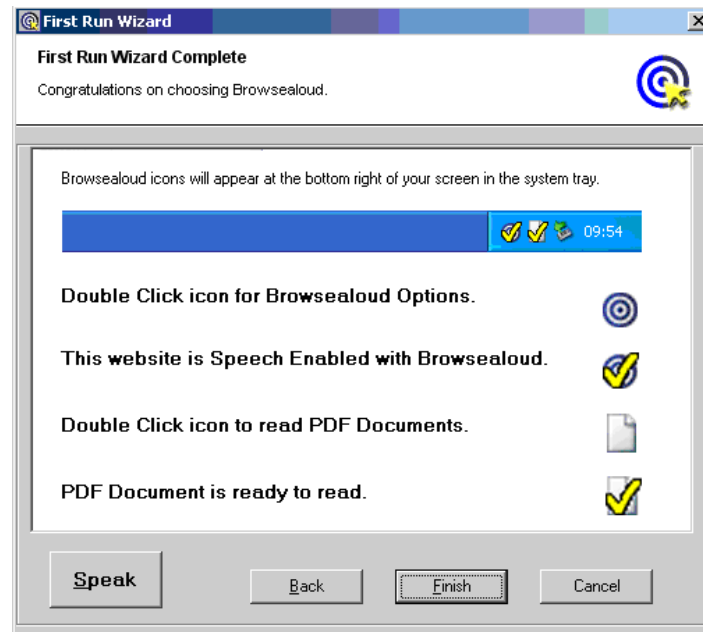 First Run Wizard
First Run Wizard Complete
Congratulations on choosing Browsealoud.
Browsealoud icons will appear at the bottom right of your screen in the system tray.
09:54
Double Click icon for Browsealoud Options.
This website is Speech Enabled with Browsealoud.
Double Click icon to read PDF Documents.
PDF Document is ready to read.
Speak Back Finish Cancel